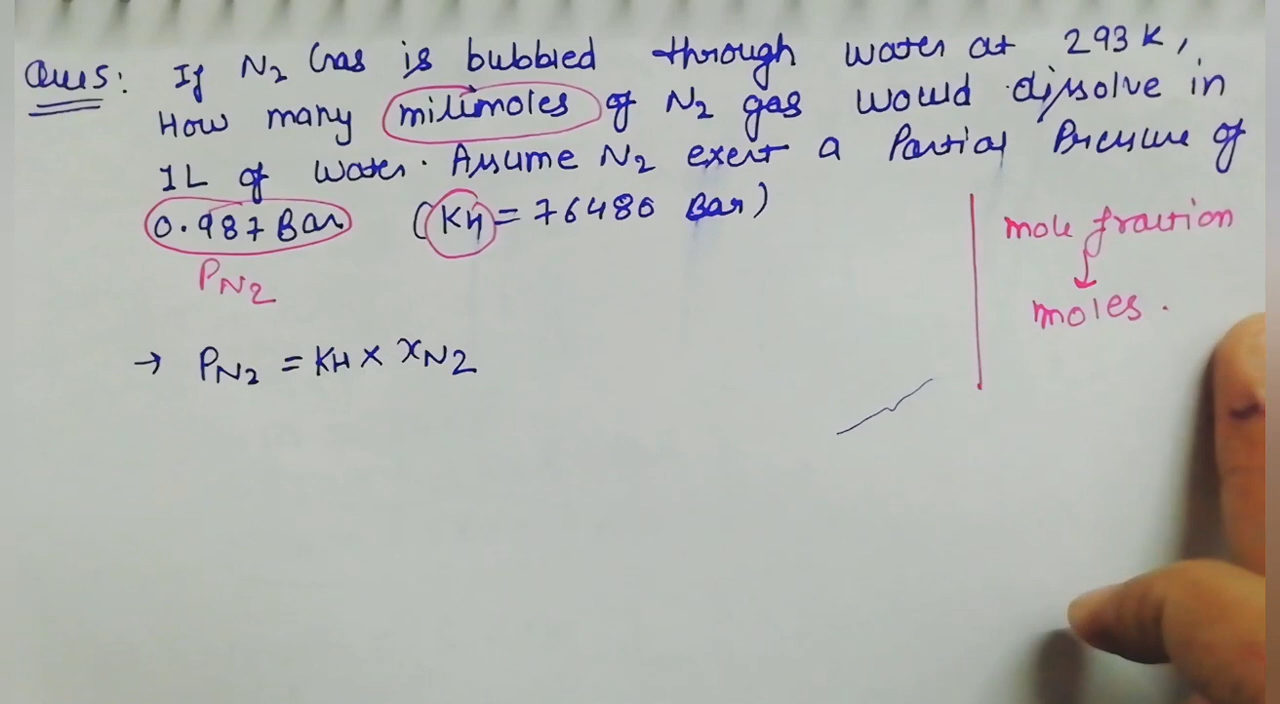 Ques: If N2 Gas is bubbled through water at 293K,
How many milimoles of N2 gas would dissolve in
1L of water. Assume N2 exert a Partial Pressure of
0.987 Bar (KH = 76480 Bar)
PN2
mole fraction
↓
moles.
→ PN2 = KH × xN2